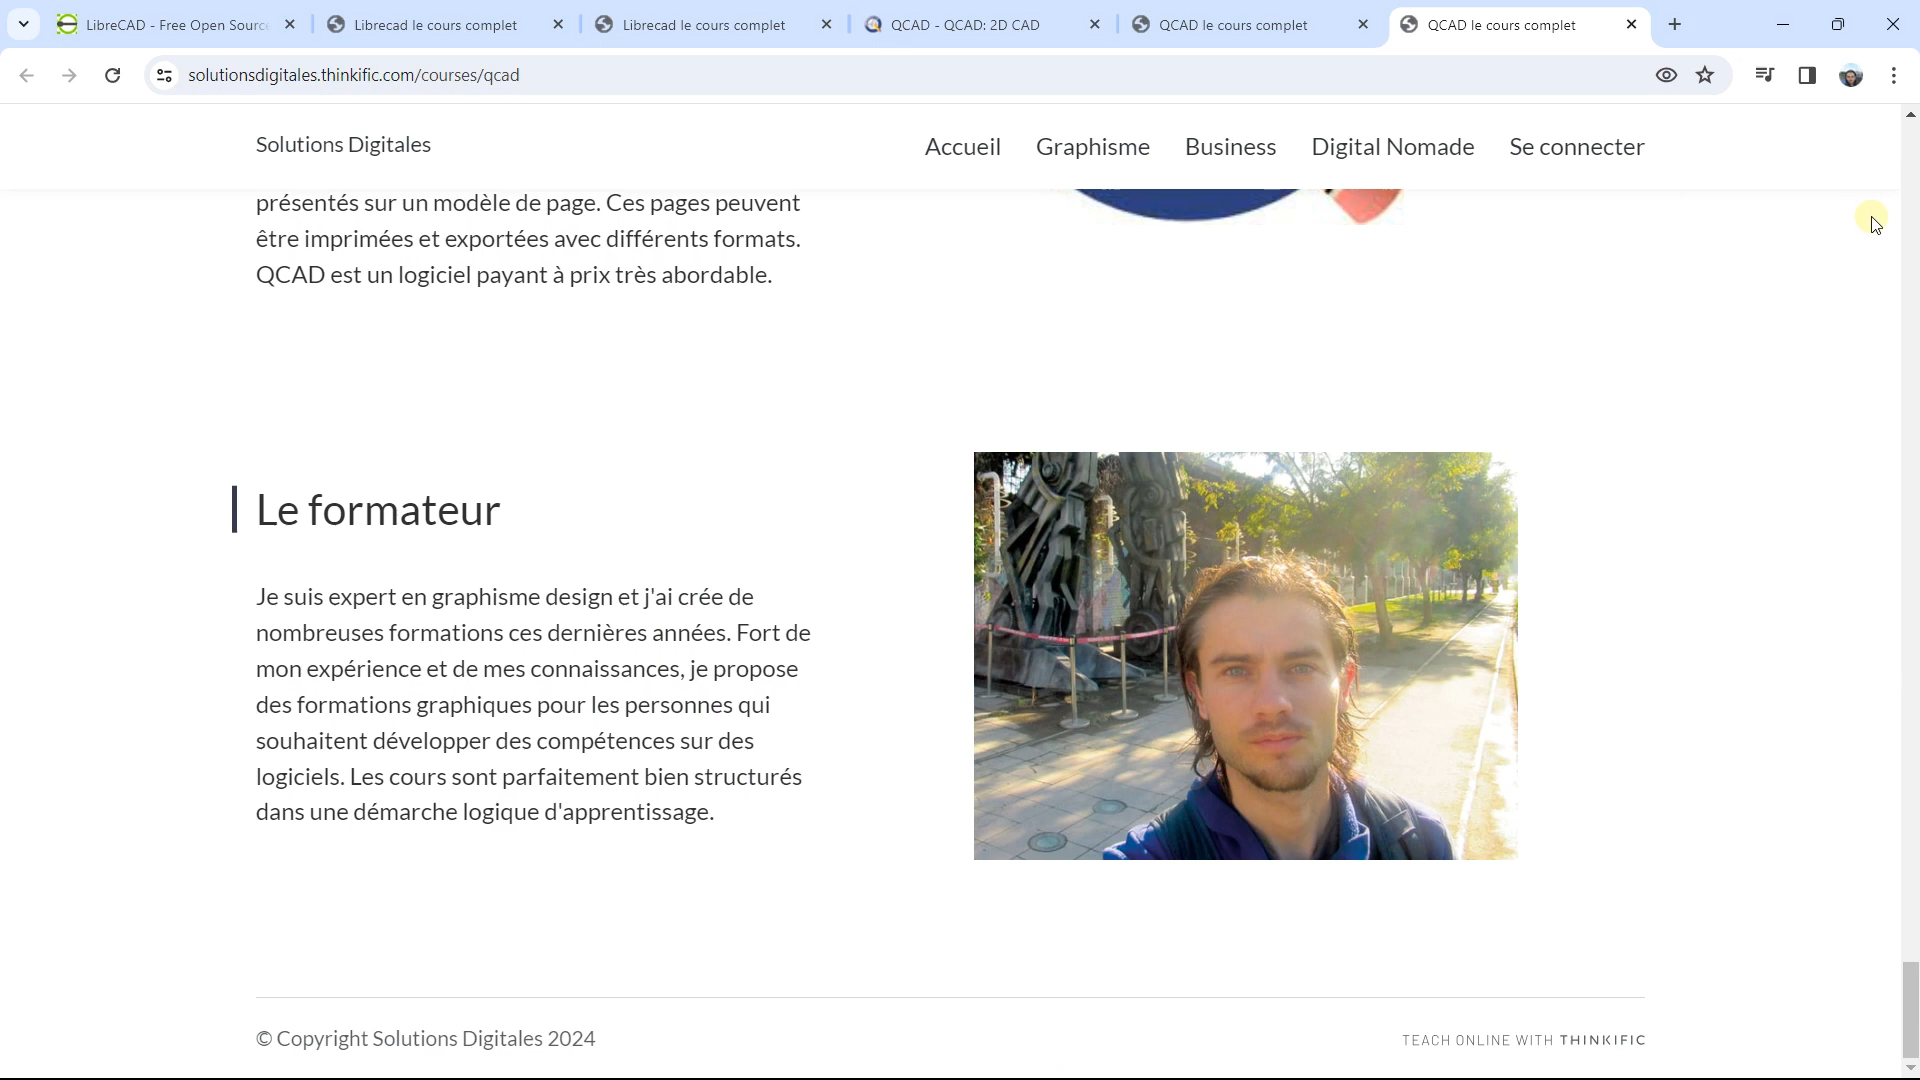 LibreCAD - Free Open Source
Librecad le cours complet
Librecad le cours complet
QCAD - QCAD: 2D CAD
QCAD le cours complet
QCAD le cours complet
solutionsdigitales.thinkific.com/courses/qcad
Solutions Digitales
Accueil Graphisme Business Digital Nomade Se connecter
présentés sur un modèle de page. Ces pages peuvent
être imprimées et exportées avec différents formats.
QCAD est un logiciel payant à prix très abordable.
Le formateur
Je suis expert en graphisme design et j'ai crée de
nombreuses formations ces dernières années. Fort de
mon expérience et de mes connaissances, je propose
des formations graphiques pour les personnes qui
souhaitent développer des compétences sur des
logiciels. Les cours sont parfaitement bien structurés
dans une démarche logique d'apprentissage.
© Copyright Solutions Digitales 2024
TEACH ONLINE WITH THINKIFIC